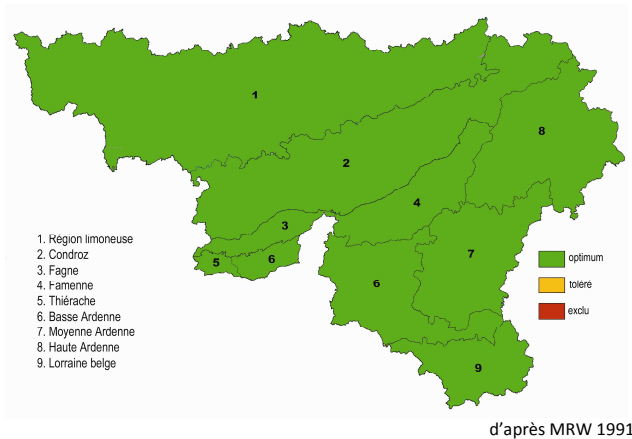 1
8
2
4
3
5
6
7
6
9
1. Région limoneuse
2. Condroz
3. Fagne
4. Famenne
5. Thiérache
6. Basse Ardenne
7. Moyenne Ardenne
8. Haute Ardenne
9. Lorraine belge
optimum
toléré
exclu
d'après MRW 1991